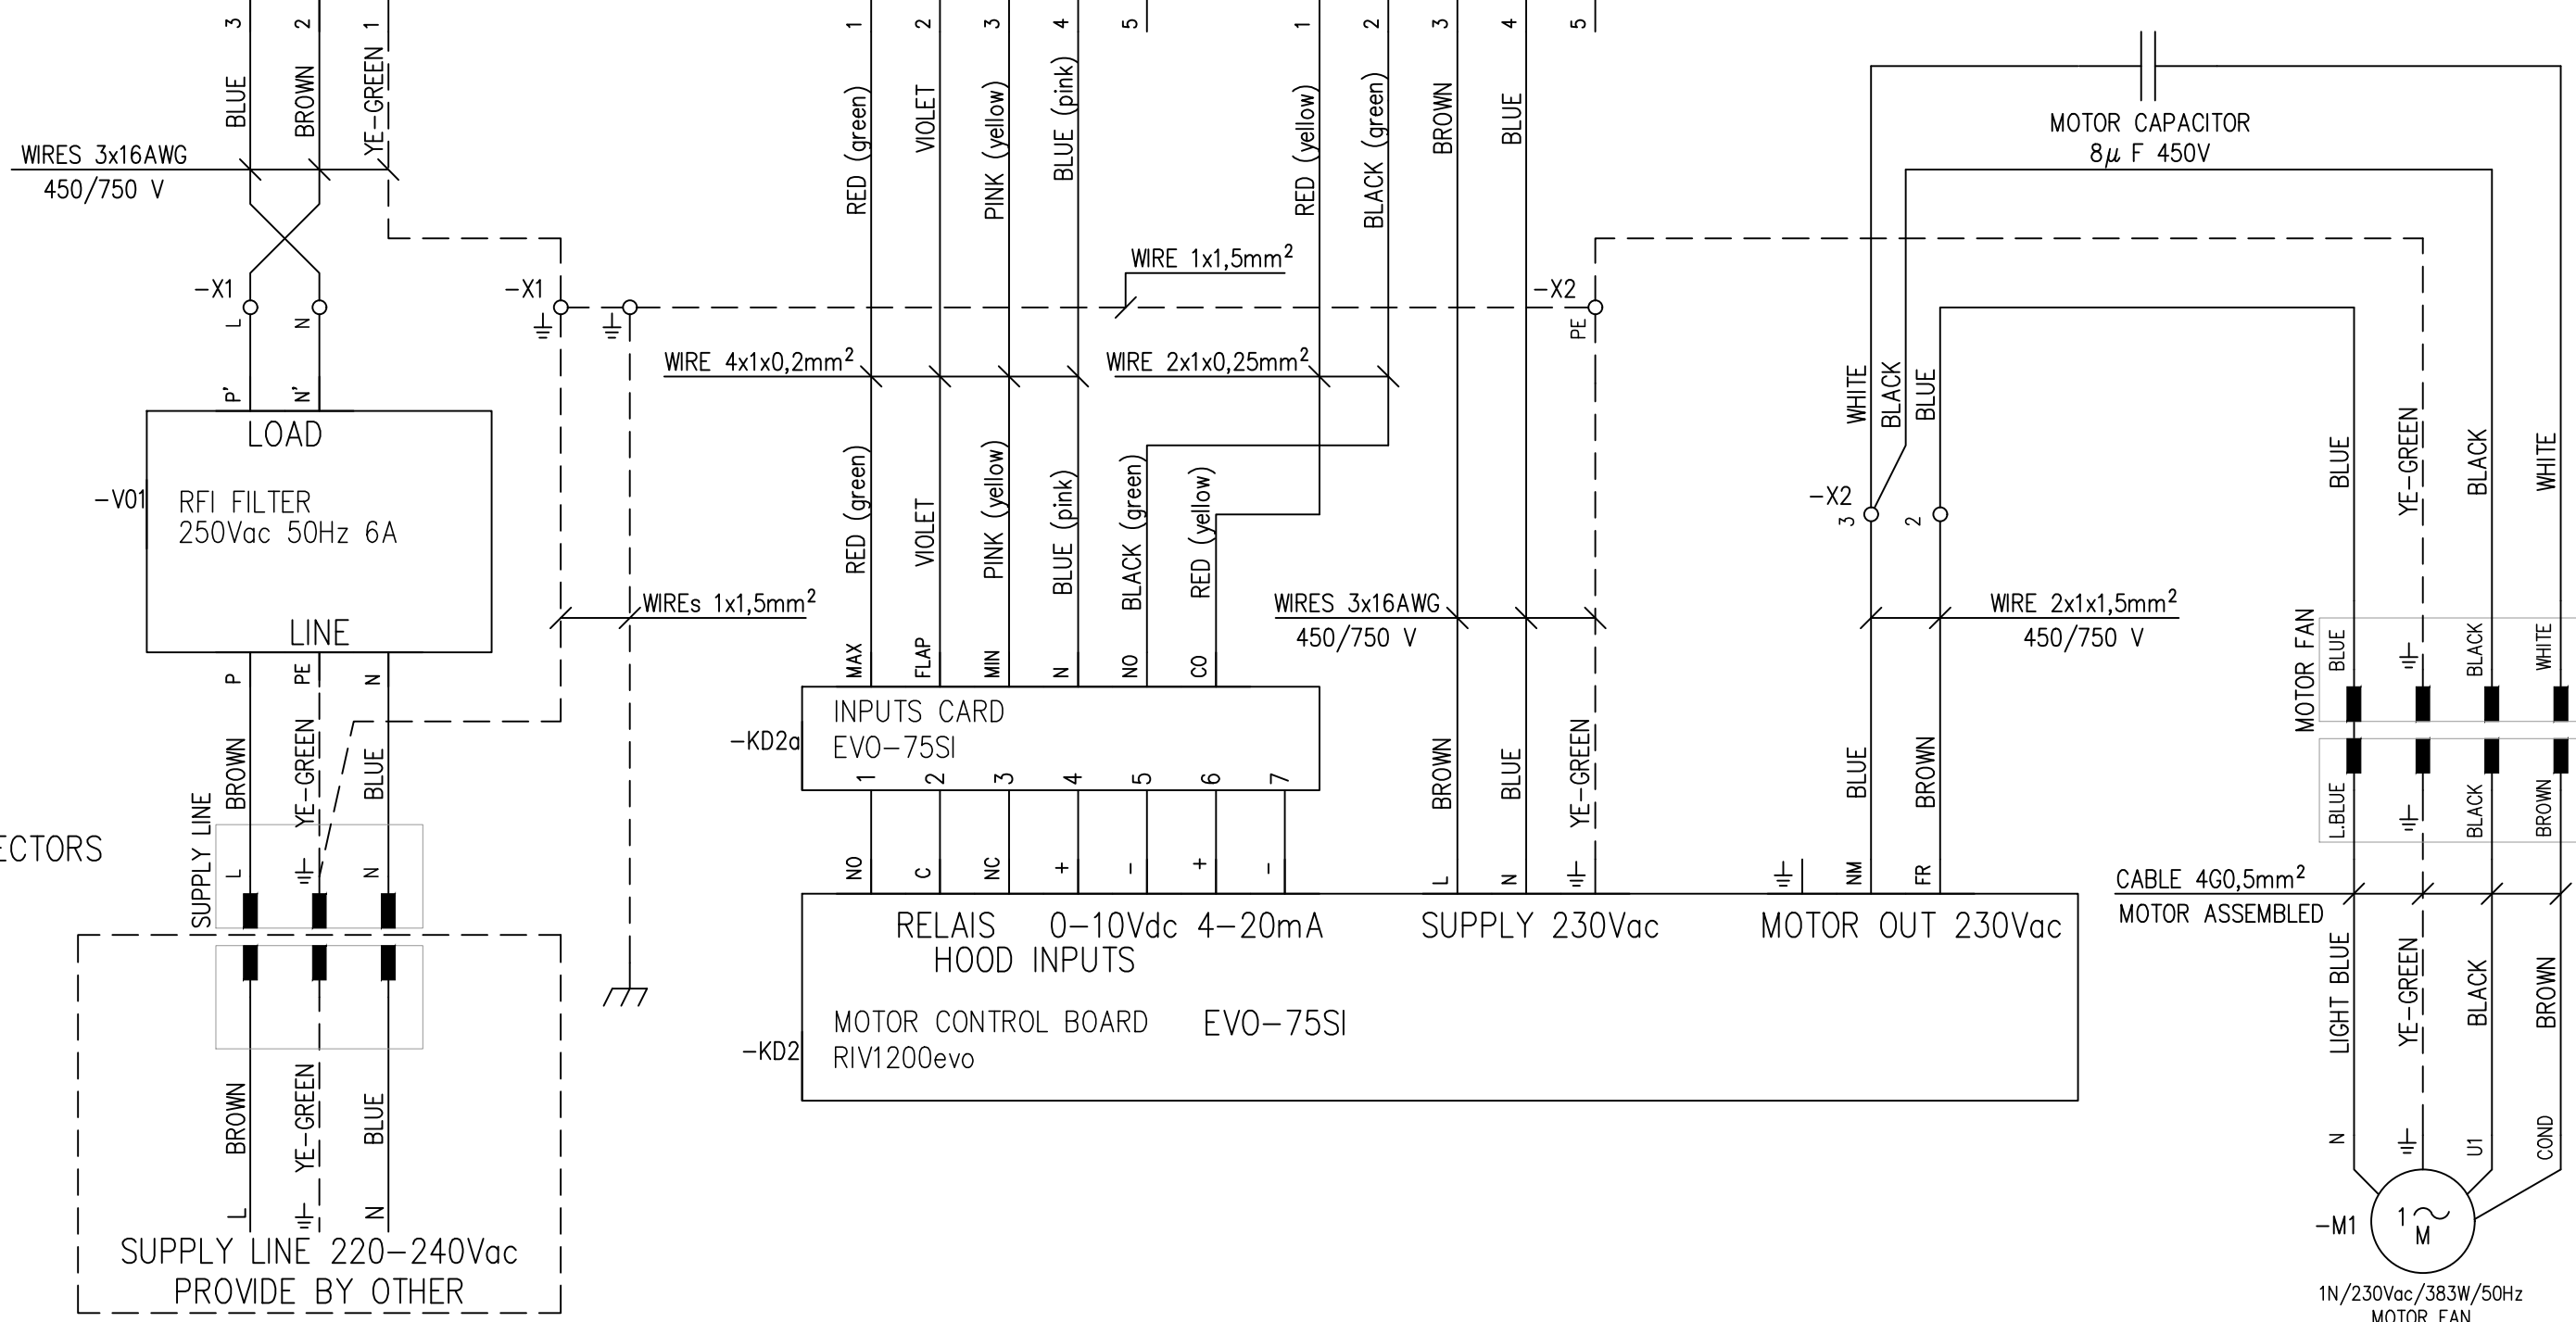 3
2
1
1
2
3
4
5
1
2
3
4
5
BLUE
BROWN
YE-GREEN
RED (green)
VIOLET
PINK (yellow)
BLUE (pink)
RED (yellow)
BLACK (green)
BROWN
BLUE
MOTOR CAPACITOR
8μ F 450V
WIRES 3x16AWG
450/750 V
WIRE 1x1,5mm²
-X1
-X1
-X2
L
N
PE
WIRE 4x1x0,2mm²
WIRE 2x1x0,25mm²
WHITE
BLACK
BLUE
P'
N'
LOAD
-V01
RFI FILTER
250Vac 50Hz 6A
LINE
RED (green)
VIOLET
PINK (yellow)
BLUE (pink)
BLACK (green)
RED (yellow)
-X2
3
2
BLUE
YE-GREEN
BLACK
WHITE
WIREs 1x1,5mm²
WIRES 3x16AWG
450/750 V
WIRE 2x1x1,5mm²
450/750 V
P
PE
N
MAX
FLAP
MIN
N
NO
CO
MOTOR FAN
BLUE
BLACK
WHITE
-KD2a
INPUTS CARD
EVO-75SI
1
2
3
4
5
6
7
BROWN
YE-GREEN
BLUE
BROWN
BLUE
YE-GREEN
BLUE
BROWN
L.BLUE
BLACK
BROWN
SUPPLY LINE
ECTORS
L
N
NO
C
NC
+
-
+
-
L
N
NM
FR
CABLE 4G0,5mm²
MOTOR ASSEMBLED
RELAIS
0-10Vdc
4-20mA
SUPPLY 230Vac
MOTOR OUT 230Vac
HOOD INPUTS
-KD2
MOTOR CONTROL BOARD
EVO-75SI
RIV1200evo
LIGHT BLUE
YE-GREEN
BLACK
BROWN
BROWN
YE-GREEN
BLUE
L
N
N
U1
COND
SUPPLY LINE 220-240Vac
PROVIDE BY OTHER
-M1
1
M
1N/230Vac/383W/50Hz
MOTOR FAN